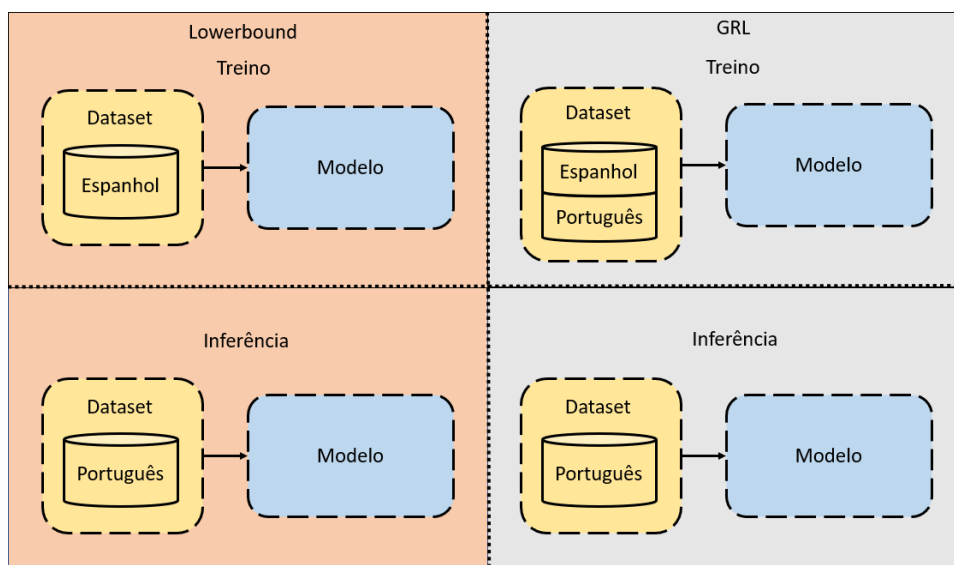 Lowerbound
Treino
Dataset
Espanhol
Modelo
GRL
Treino
Dataset
Espanhol
Português
Modelo
Inferência
Dataset
Português
Modelo
Inferência
Dataset
Português
Modelo